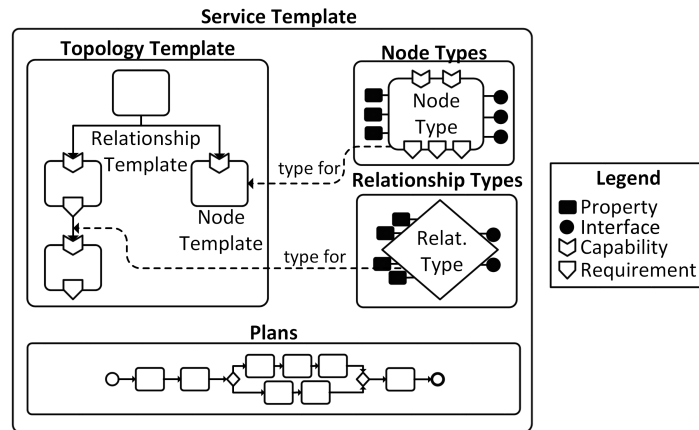 Service Template
Topology Template
Relationship
Template
Node
Template
Node Types
Node
Type
type for
Relationship Types
Relat.
Type
type for
Legend
Property
Interface
Capability
Requirement
Plans